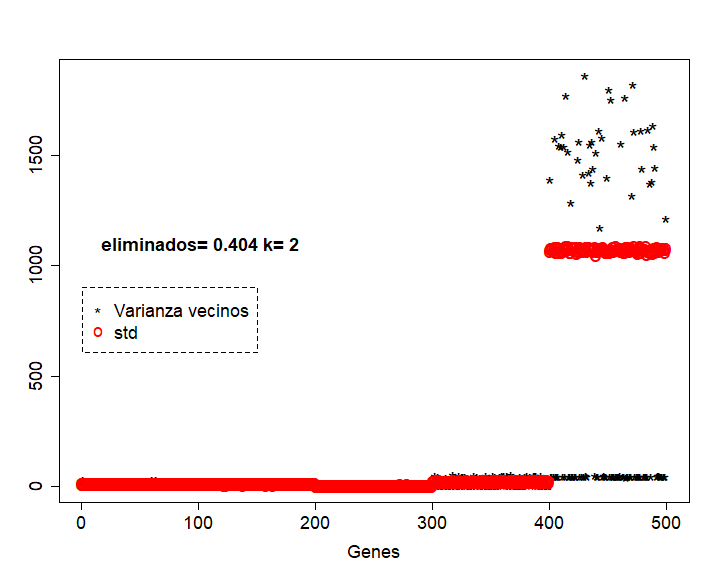 1500
1000
500
0
eliminados= 0.404 k= 2
* Varianza vecinos
o std
0 100 200 300 400 500
Genes